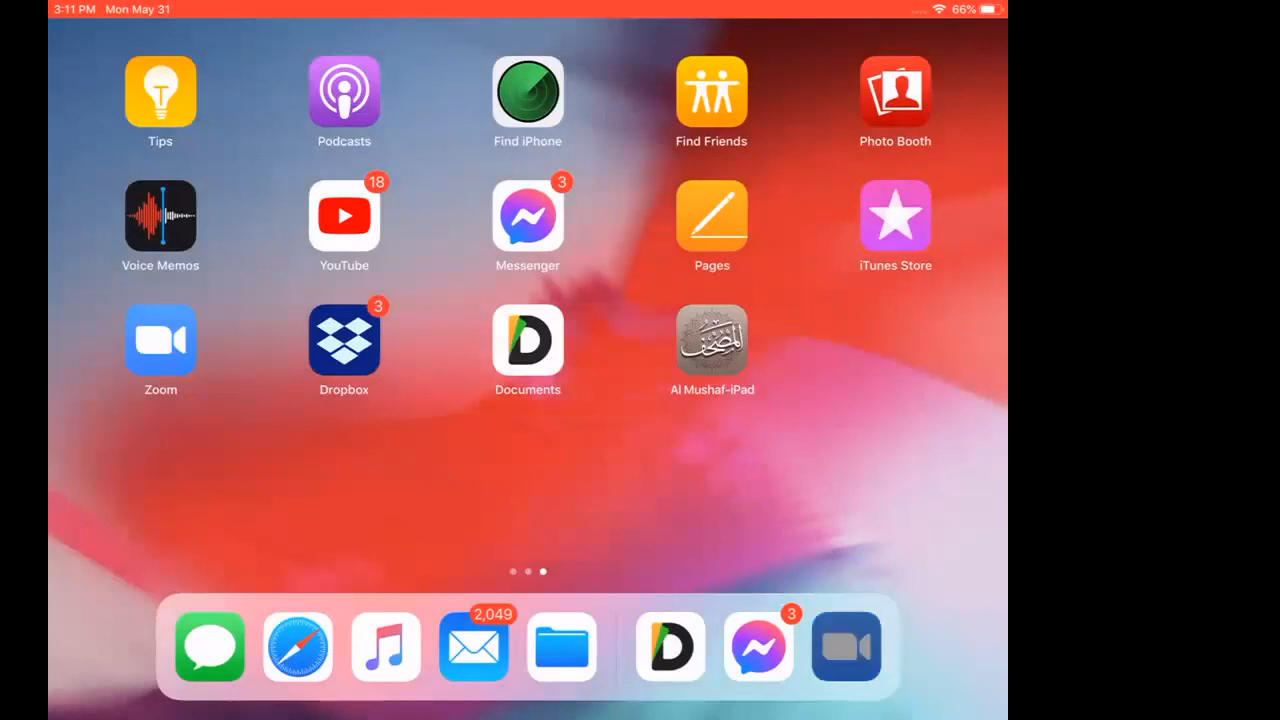 3:11 PM Mon May 31 66%
Tips Podcasts Find iPhone Find Friends Photo Booth
18 3
Voice Memos YouTube Messenger Pages iTunes Store
3
المصحف
Zoom Dropbox Documents Al Mushaf-iPad
2,049 3